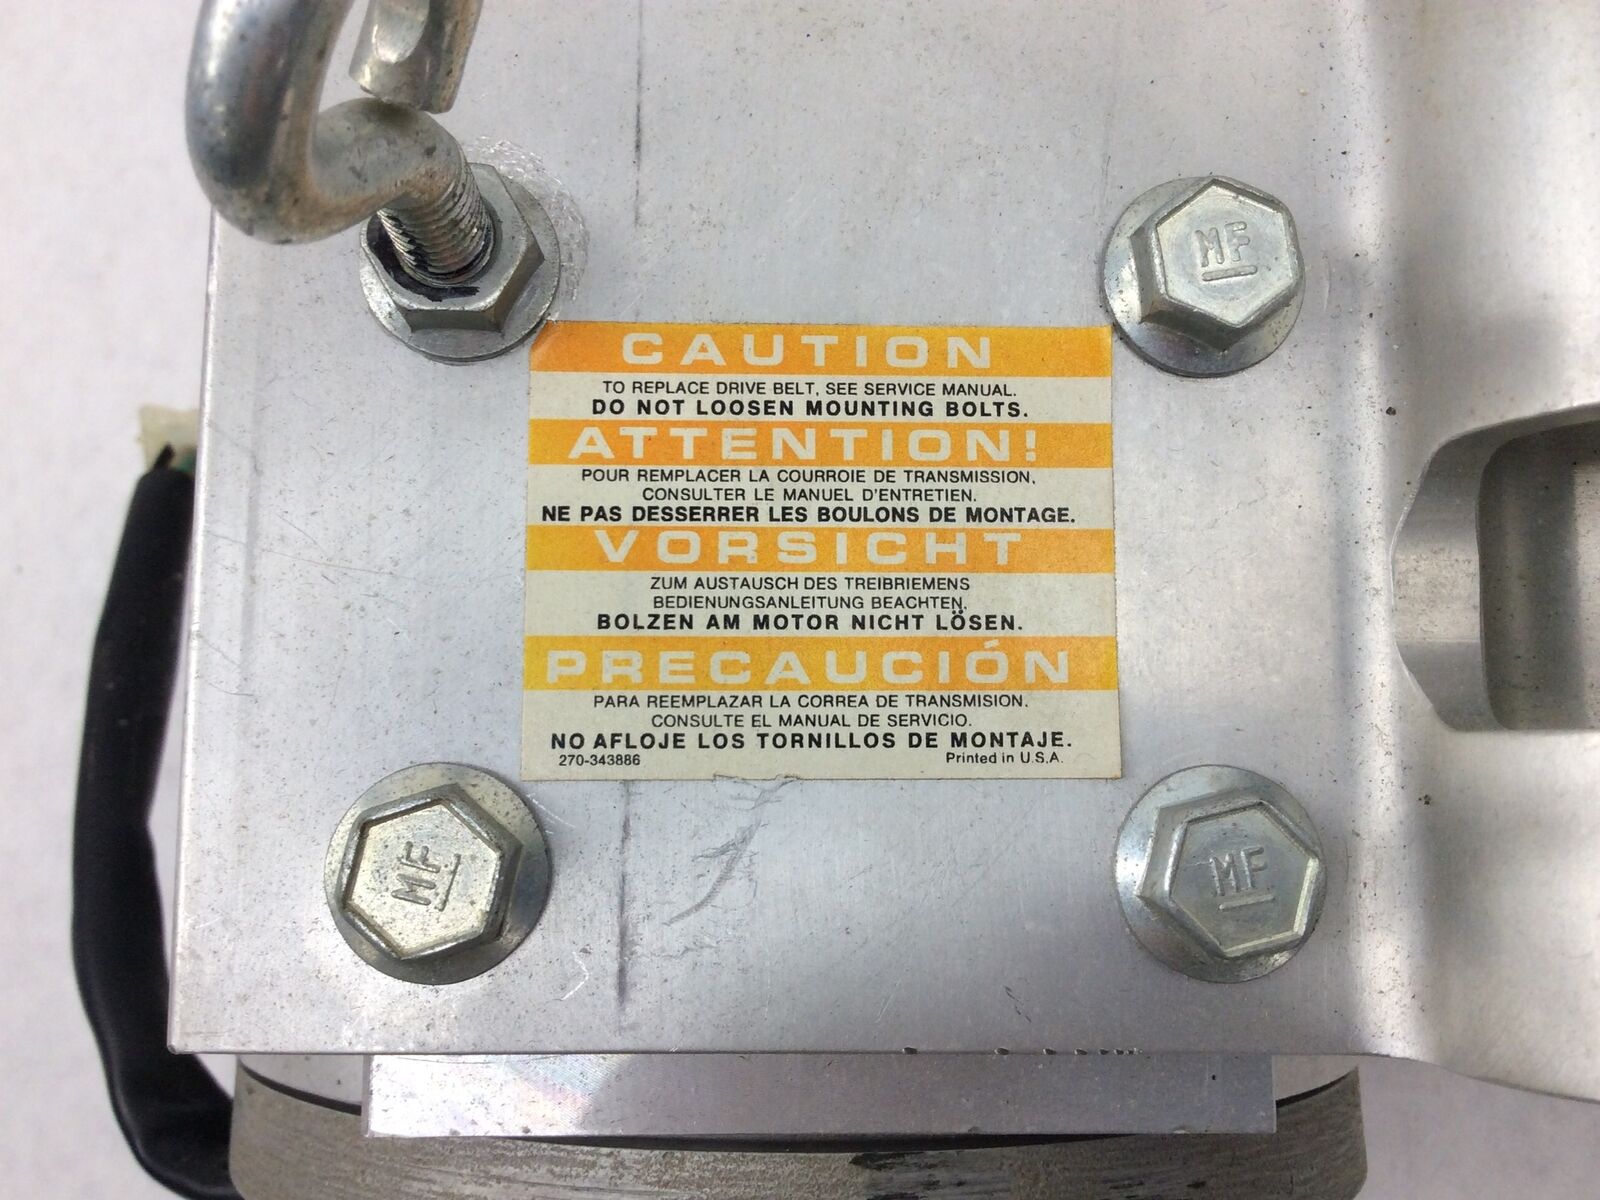 MF
CAUTION
TO REPLACE DRIVE BELT, SEE SERVICE MANUAL.
DO NOT LOOSEN MOUNTING BOLTS.
ATTENTION!
POUR REMPLACER LA COURROIE DE TRANSMISSION,
CONSULTER LE MANUEL D'ENTRETIEN.
NE PAS DESSERRER LES BOULONS DE MONTAGE.
VORSICHT
ZUM AUSTAUSCH DES TREIBRIEMENS
BEDIENUNGSANLEITUNG BEACHTEN.
BOLZEN AM MOTOR NICHT LÖSEN.
PRECAUCIÓN
PARA REEMPLAZAR LA CORREA DE TRANSMISION.
CONSULTE EL MANUAL DE SERVICIO.
NO AFLOJE LOS TORNILLOS DE MONTAJE.
270-343886 Printed in U.S.A.
MF
MF